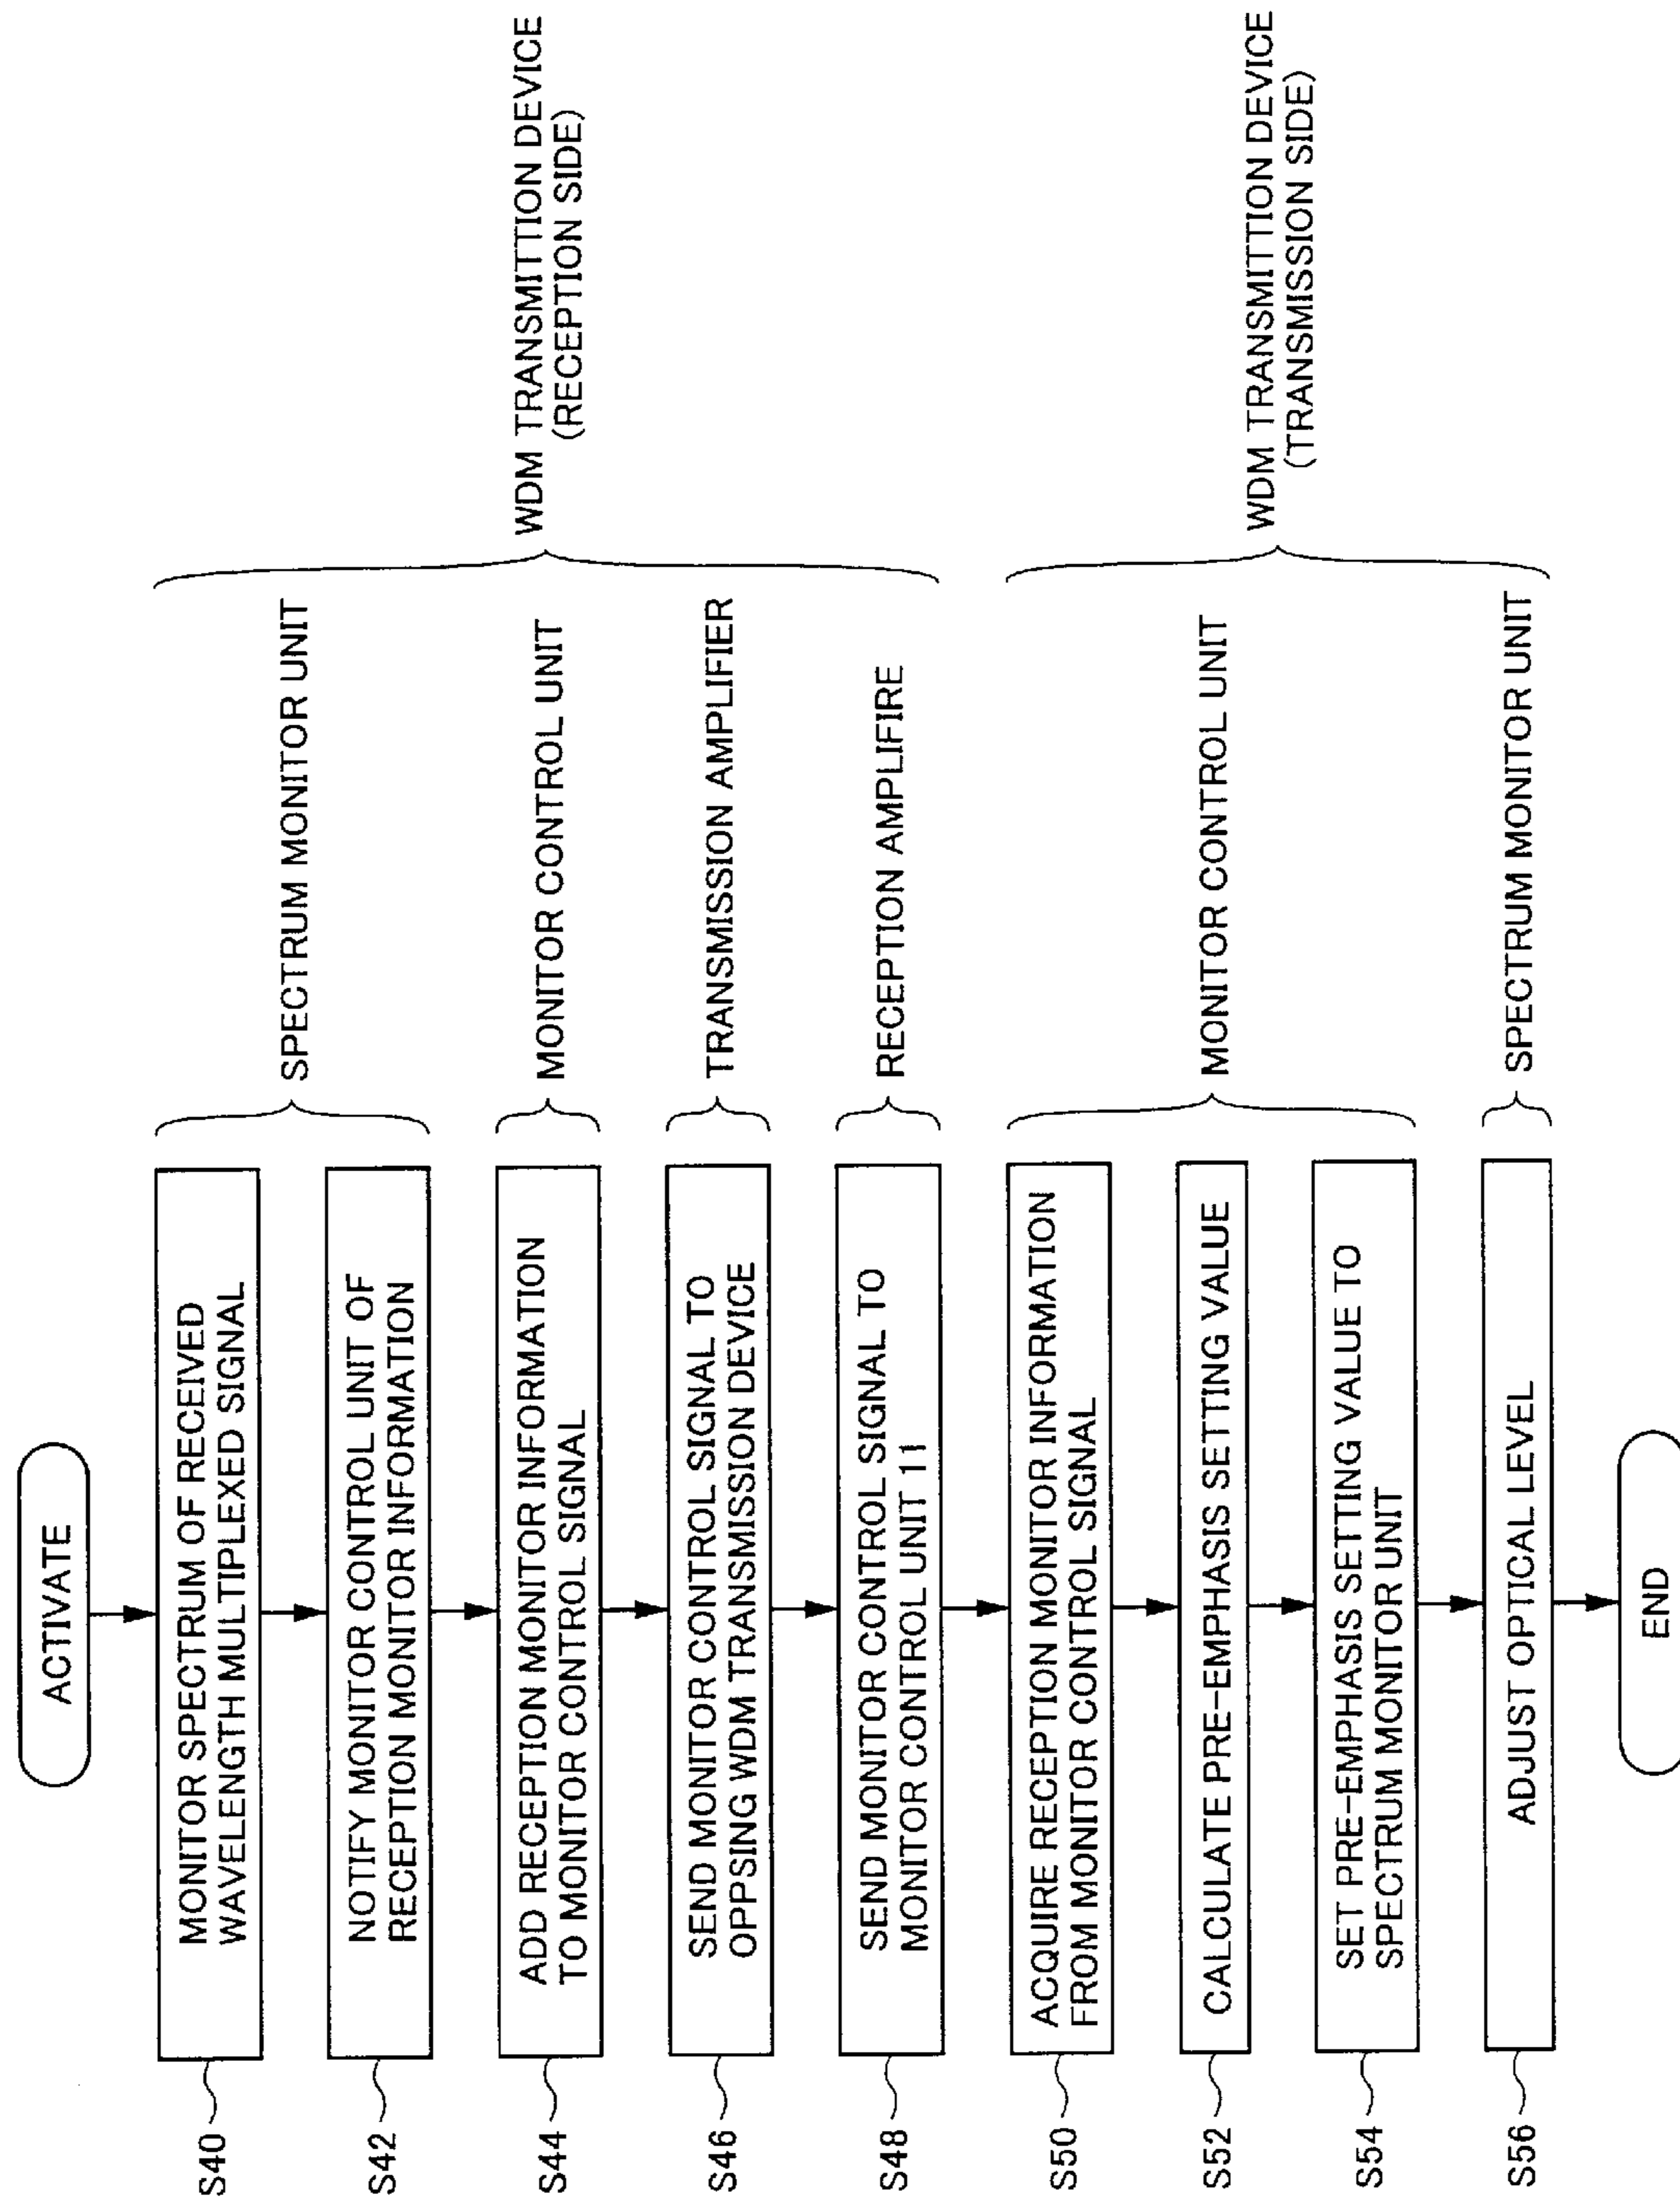 ACTIVATE
S40
MONITOR SPECTRUM OF RECEIVED
WAVELENGTH MULTIPLEXED SIGNAL
S42
NOTIFY MONITOR CONTROL UNIT OF
RECEPTION MONITOR INFORMATION
SPECTRUM MONITOR UNIT
S44
ADD RECEPTION MONITOR INFORMATION
TO MONITOR CONTROL SIGNAL
MONITOR CONTROL UNIT
S46
SEND MONITOR CONTROL SIGNAL TO
OPPSING WDM TRANSMISSION DEVICE
TRANSMISSION AMPLIFIER
S48
SEND MONITOR CONTROL SIGNAL TO
MONITOR CONTROL UNIT 11
RECEPTION AMPLIFIRE
WDM TRANSMITTION DEVICE
(RECEPTION SIDE)
S50
ACQUIRE RECEPTION MONITOR INFORMATION
FROM MONITOR CONTROL SIGNAL
S52
CALCULATE PRE-EMPHASIS SETTING VALUE
S54
SET PRE-EMPHASIS SETTING VALUE TO
SPECTRUM MONITOR UNIT
MONITOR CONTROL UNIT
S56
ADJUST OPTICAL LEVEL
SPECTRUM MONITOR UNIT
WDM TRANSMITTION DEVICE
(TRANSMISSION SIDE)
END